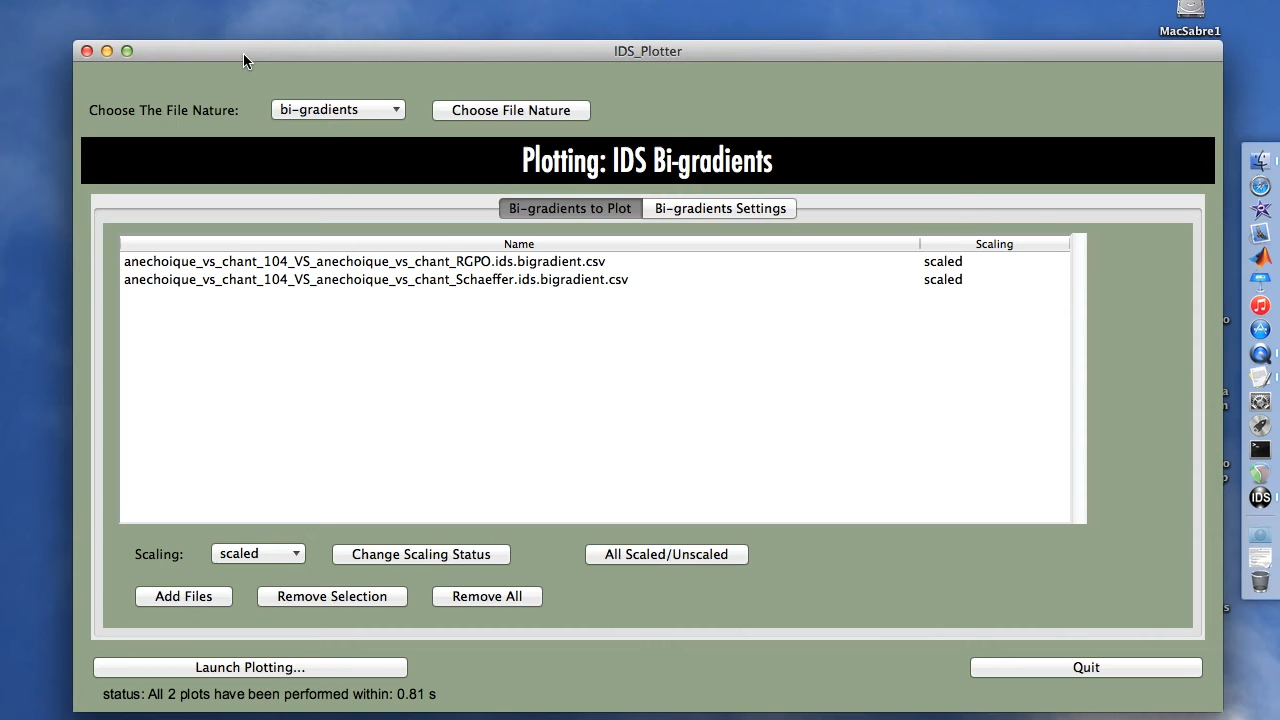 MacSabre1
IDS_Plotter
Choose The File Nature: bi-gradients Choose File Nature
Plotting: IDS Bi-gradients
Bi-gradients to Plot Bi-gradients Settings
Name Scaling
anechoique_vs_chant_104_VS_anechoique_vs_chant_RGPO.ids.bigradient.csv scaled
anechoique_vs_chant_104_VS_anechoique_vs_chant_Schaeffer.ids.bigradient.csv scaled
IDS
Scaling: scaled Change Scaling Status All Scaled/Unscaled
Add Files Remove Selection Remove All
Launch Plotting... Quit
status: All 2 plots have been performed within: 0.81 s